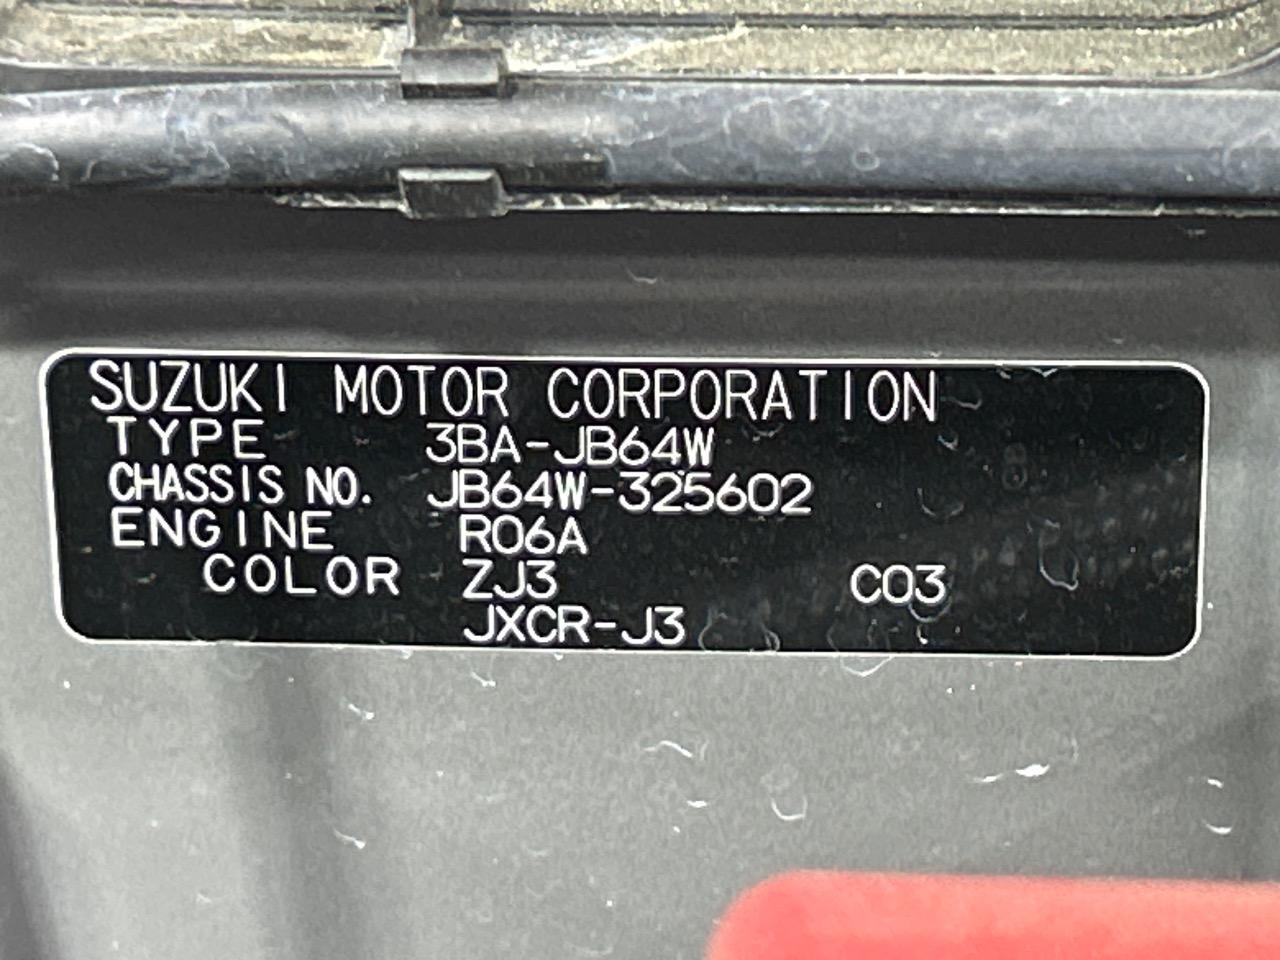 SUZUKI MOTOR CORPORATION
TYPE 3BA-JB64W
CHASSIS NO. JB64W-325602
ENGINE R06A
COLOR ZJ3 C03
JXCR-J3